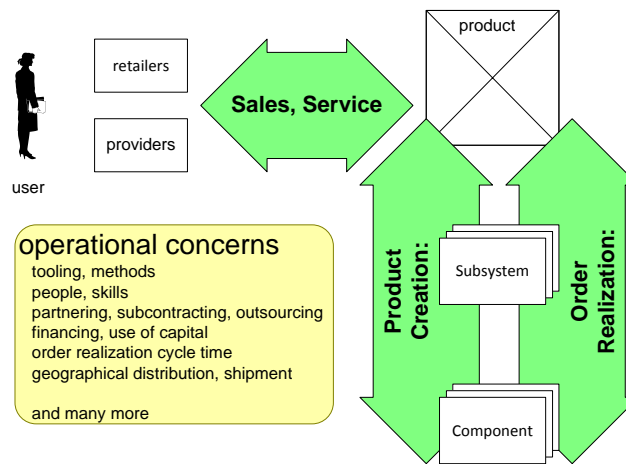 product
retailers
Sales, Service
providers
user
operational concerns
tooling, methods
people, skills
partnering, subcontracting, outsourcing
financing, use of capital
order realization cycle time
geographical distribution, shipment
and many more
Product
Creation:
Subsystem
Order
Realization:
Component